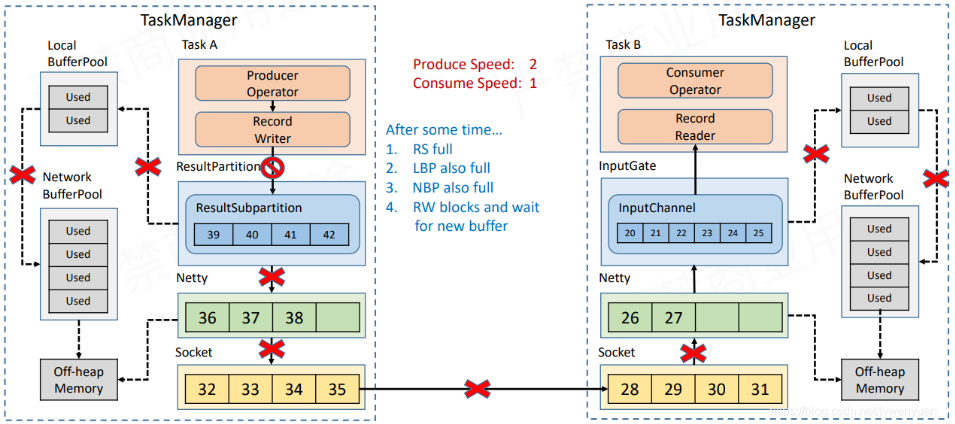 TaskManager
Local
BufferPool
Used
Used
Network
BufferPool
Used
Used
Used
Used
Off-heap
Memory
Task A
Producer
Operator
Record
Writer
ResultPartition
ResultSubpartition
39 40 41 42
Netty
36 37 38
Socket
32 33 34 35
Produce Speed: 2
Consume Speed: 1
After some time...
1. RS full
2. LBP also full
3. NBP also full
4. RW blocks and wait
for new buffer
TaskManager
Task B
Consumer
Operator
Record
Reader
InputGate
InputChannel
20 21 22 23 24 25
Netty
26 27
Socket
28 29 30 31
Local
BufferPool
Used
Used
Network
BufferPool
Used
Used
Used
Used
Off-heap
Memory